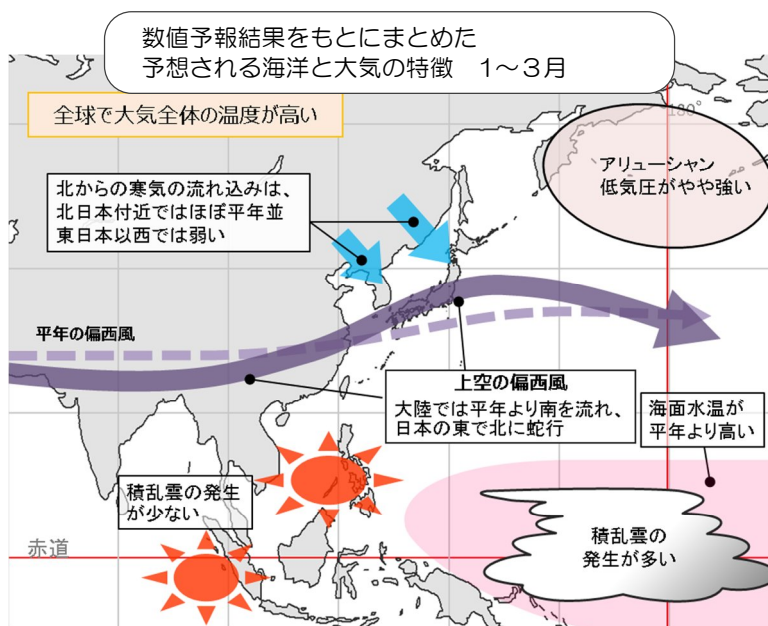 数値予報結果をもとにまとめた
予想される海洋と大気の特徴　1～3月
180°
全球で大気全体の温度が高い
アリューシャン
低気圧がやや強い
北からの寒気の流れ込みは、
北日本付近ではほぼ平年並
東日本以西では弱い
平年の偏西風
上空の偏西風
大陸では平年より南を流れ、
日本の東で北に蛇行
海面水温が
平年より高い
積乱雲の発生
が少ない
積乱雲の
発生が多い
赤道